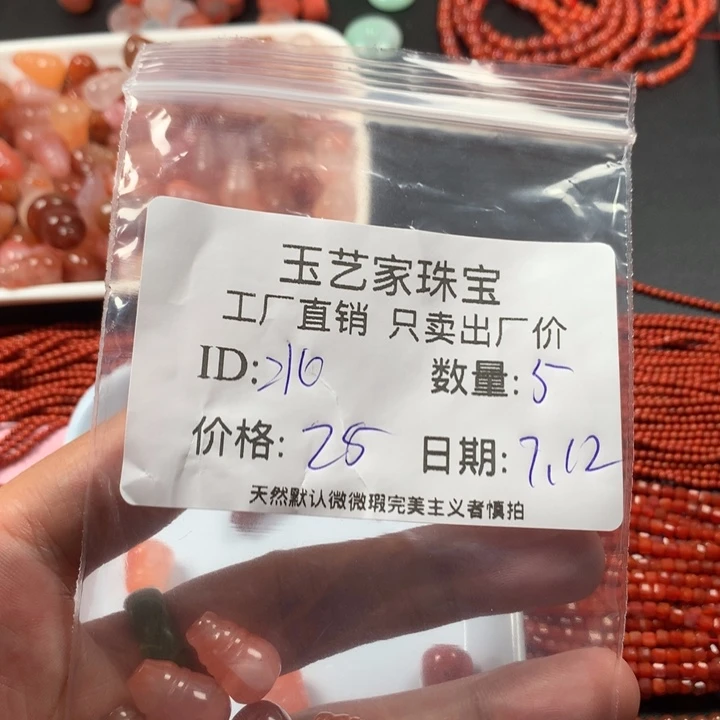 玉艺家珠宝
工厂直销 只卖出厂价
ID:210 数量:5
价格:25 日期:7.12
天然默认微微瑕完美主义者慎拍